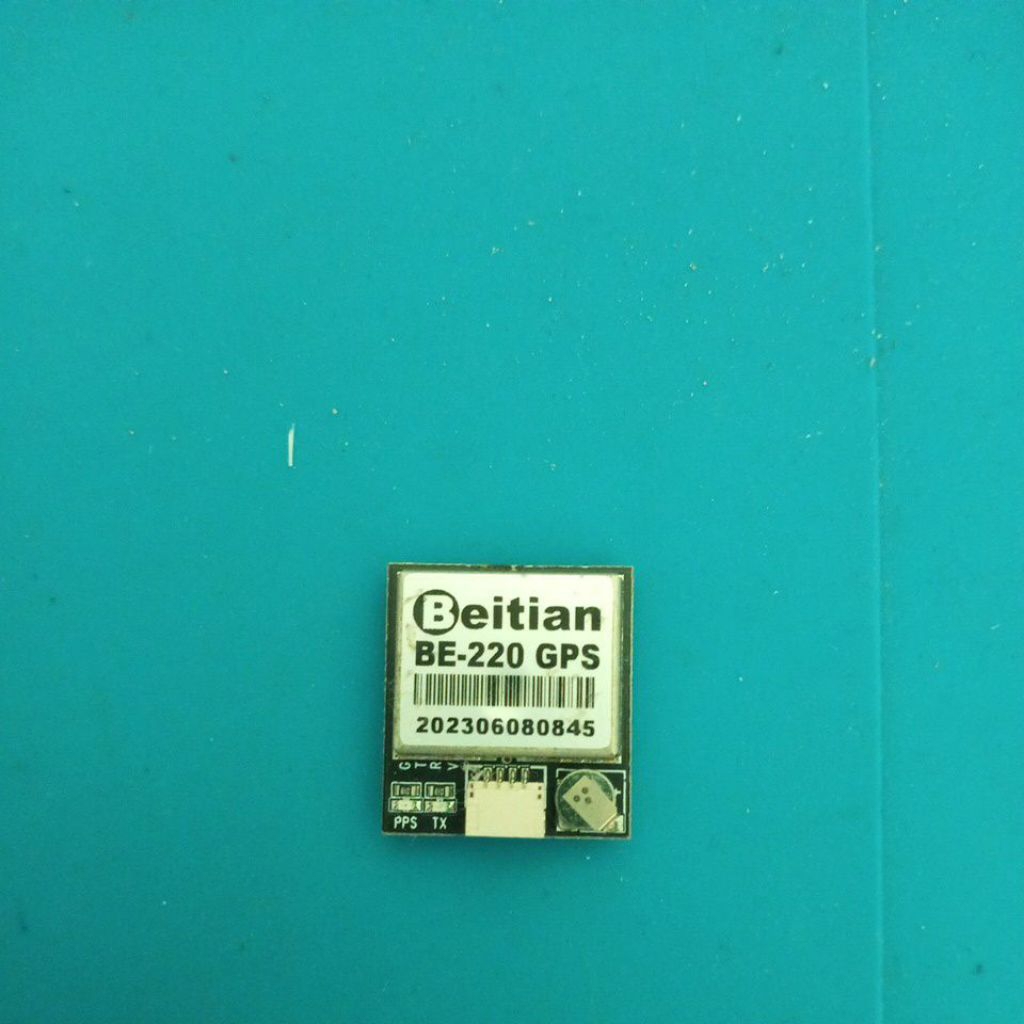 Beitian
BE-220 GPS
202306080845
G T R V
PPS TX